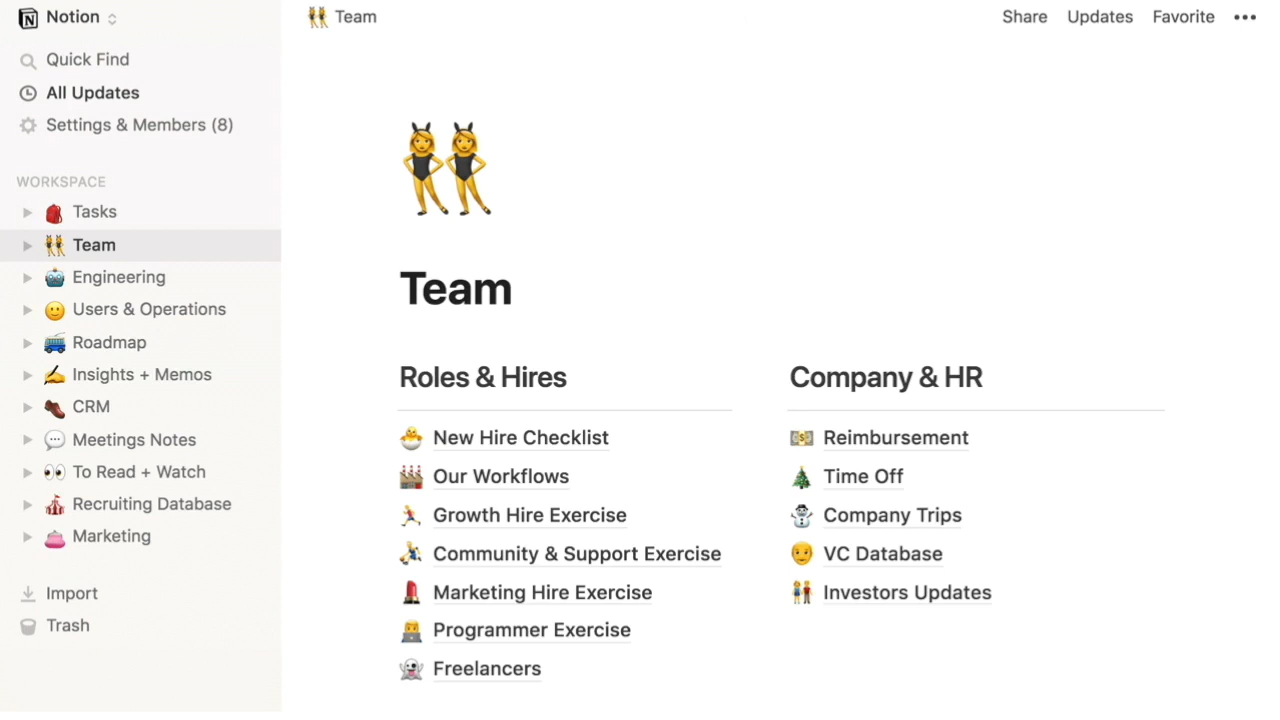 Notion
Quick Find
All Updates
Settings & Members (8)
WORKSPACE
Tasks
Team
Engineering
Users & Operations
Roadmap
Insights + Memos
CRM
Meetings Notes
To Read + Watch
Recruiting Database
Marketing
Import
Trash
Team
Share Updates Favorite
Team
Roles & Hires
New Hire Checklist
Our Workflows
Growth Hire Exercise
Community & Support Exercise
Marketing Hire Exercise
Programmer Exercise
Freelancers
Company & HR
Reimbursement
Time Off
Company Trips
VC Database
Investors Updates